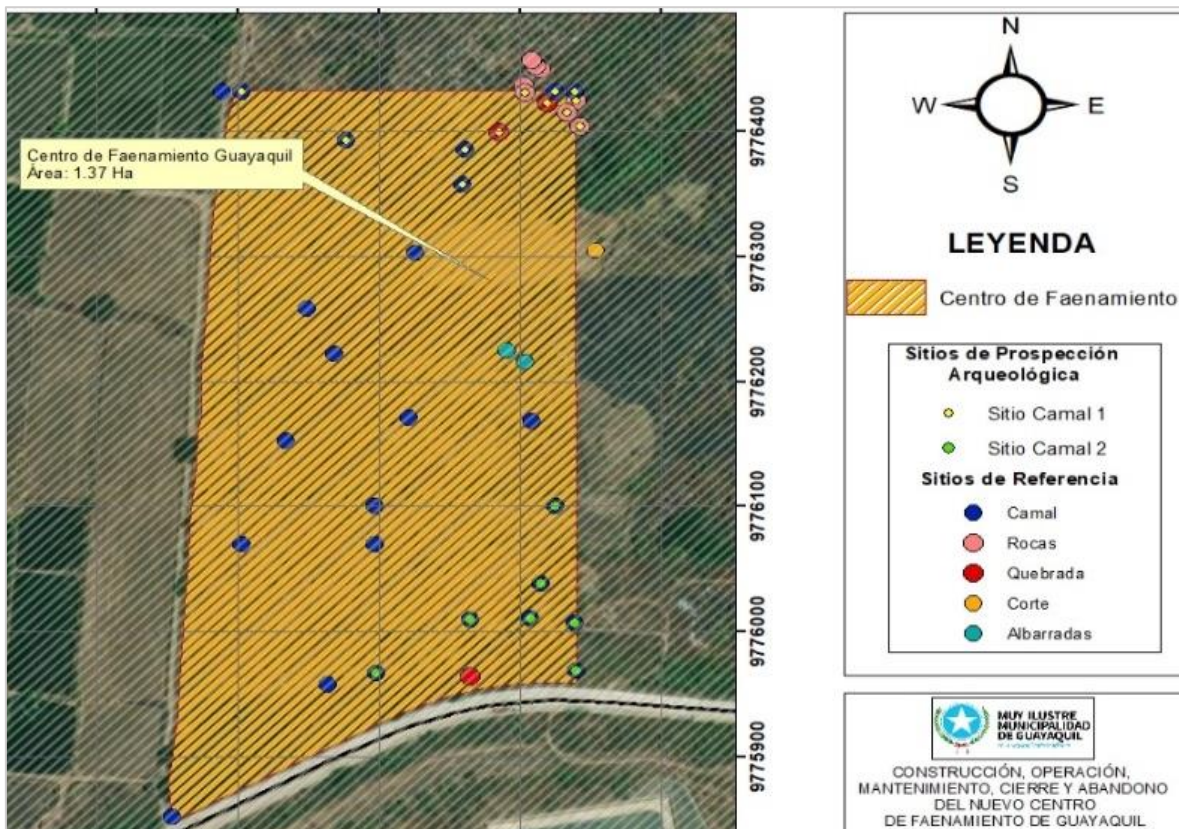 Centro de Faenamiento Guayaquil
Área: 1.37 Ha
9776400
9776300
9776200
9776100
9776000
9775900
N
W
E
S
LEYENDA
Centro de Faenamiento
Sitios de Prospección
Arqueológica
Sitio Camal 1
Sitio Camal 2
Sitios de Referencia
Camal
Rocas
Quebrada
Corte
Albarradas
MUY ILUSTRE
MUNICIPALIDAD
DE GUAYAQUIL
CONSTRUCCIÓN, OPERACIÓN,
MANTENIMIENTO, CIERRE Y ABANDONO
DEL NUEVO CENTRO
DE FAENAMIENTO DE GUAYAQUIL